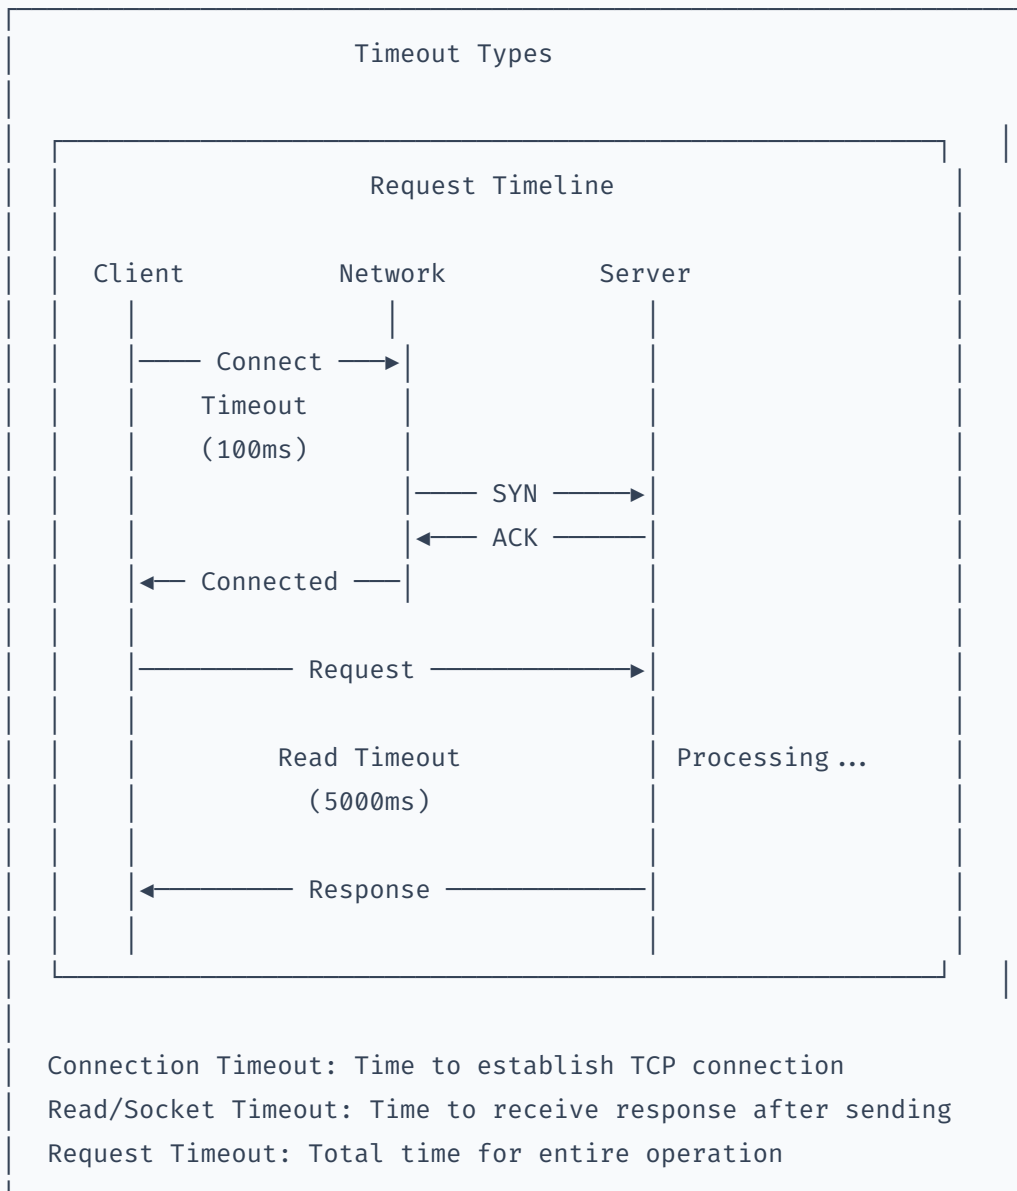 Timeout Types
Request Timeline
Client Network Server
Connect
Timeout
(100ms)
SYN
ACK
Connected
Request
Read Timeout Processing...
(5000ms)
Response
Connection Timeout: Time to establish TCP connection
Read/Socket Timeout: Time to receive response after sending
Request Timeout: Total time for entire operation